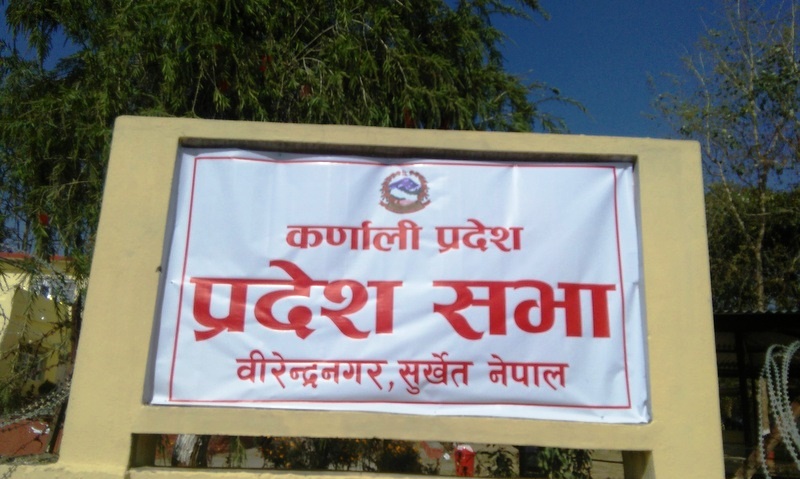 कर्णाली प्रदेश
प्रदेश सभा
वीरेन्द्रनगर, सुर्खेत नेपाल